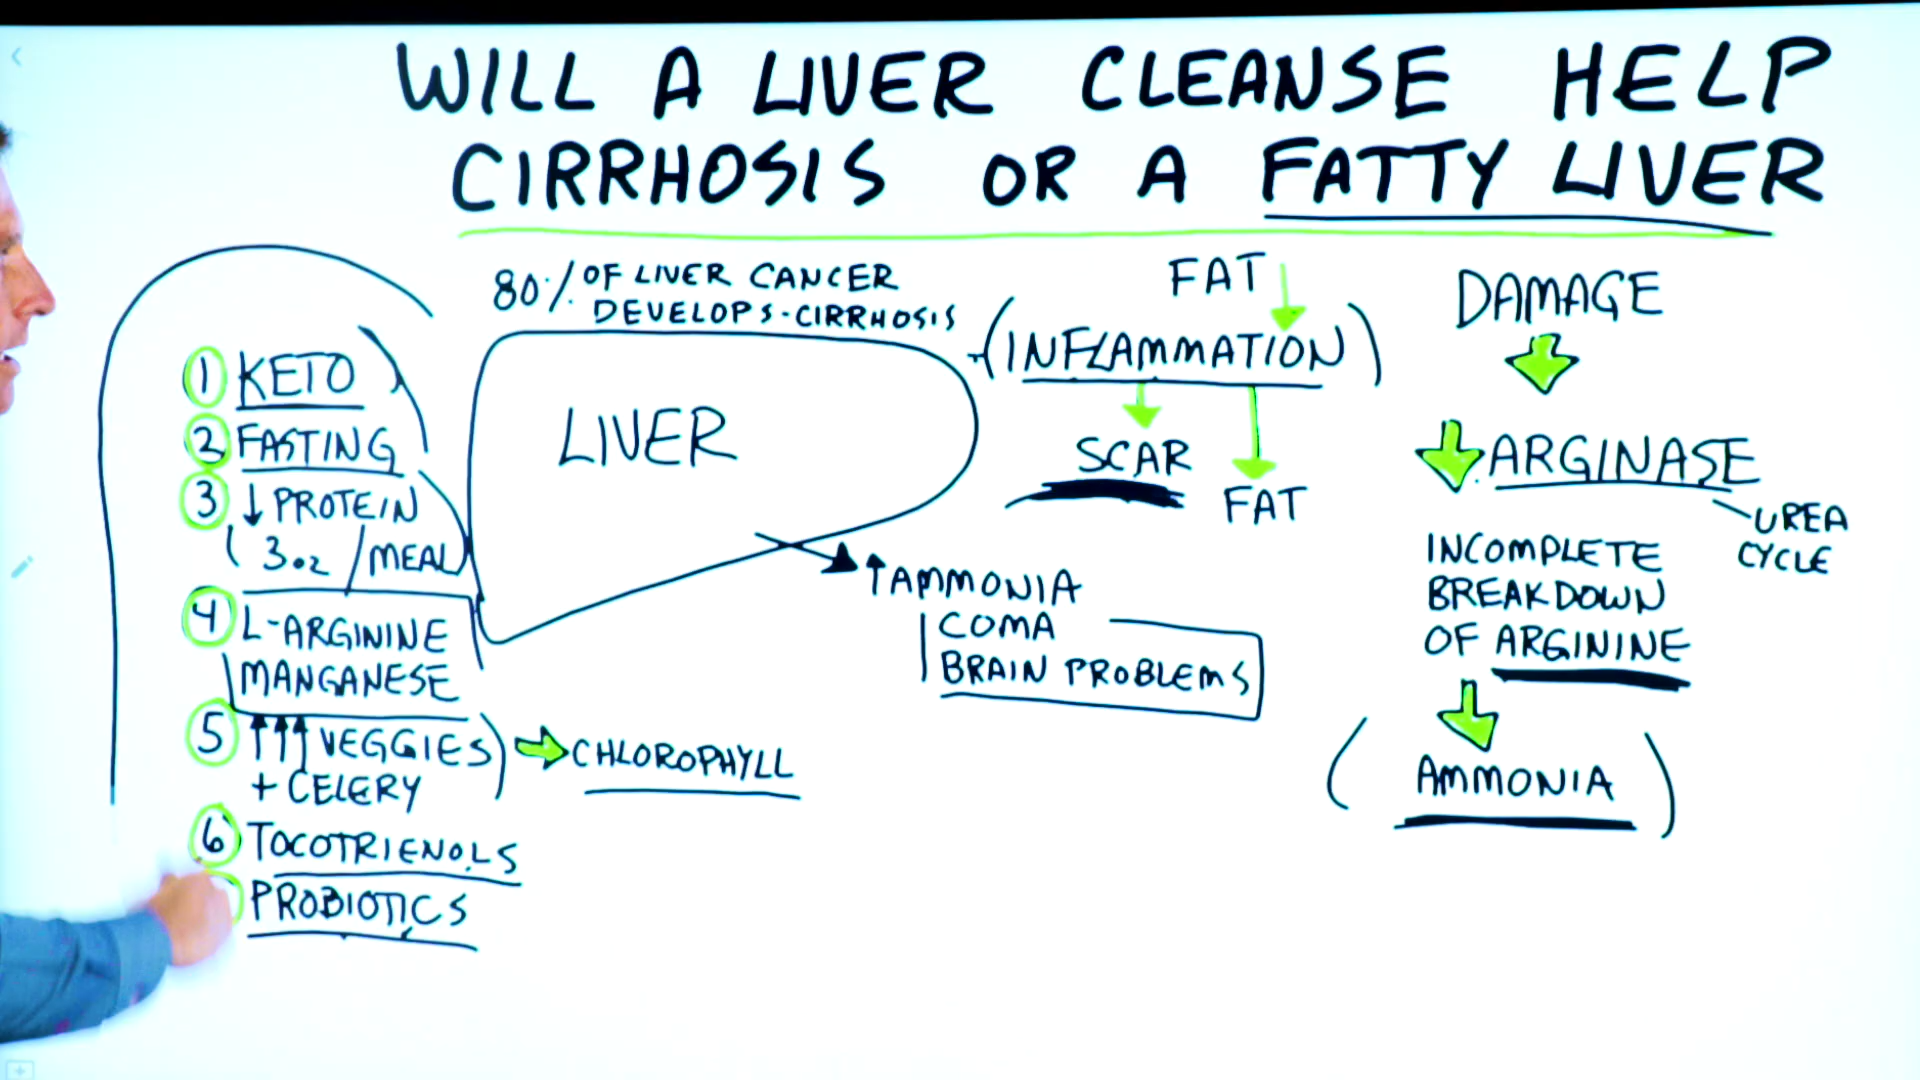 WILL A LIVER CLEANSE HELP
CIRRHOSIS OR A FATTY LIVER
80% OF LIVER CANCER
DEVELOPS - CIRRHOSIS
LIVER
① KETO
② FASTING
③ ↓ PROTEIN
(3oz / MEAL)
④ L-ARGININE
MANGANESE
⑤ ↑↑↑ VEGGIES
+ CELERY
→ CHLOROPHYLL
⑥ TOCOTRIENOLS
PROBIOTICS
↑ AMMONIA
COMA
BRAIN PROBLEMS
FAT ↓
(INFLAMMATION)
SCAR
FAT
DAMAGE
↓ ARGINASE
UREA
CYCLE
INCOMPLETE
BREAKDOWN
OF ARGININE
(AMMONIA)